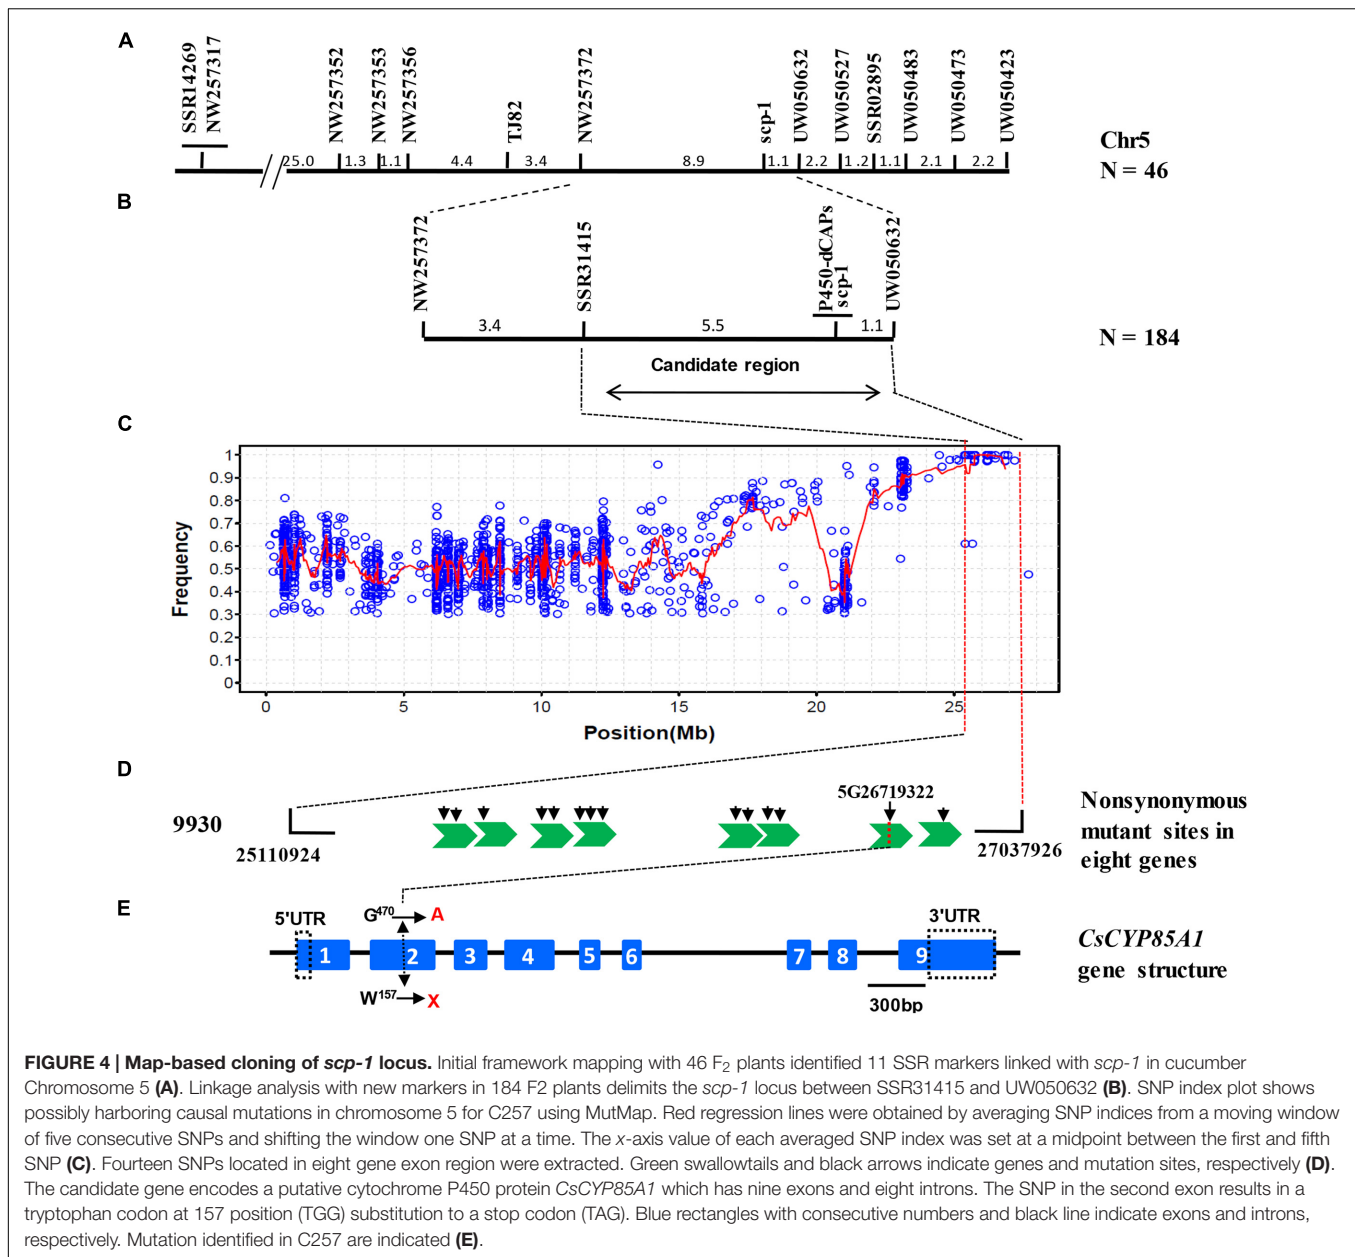 A
SSR14269
NW257317
NW257352
NW257353
NW257356
TJ82
NW257372
scp-1
UW050632
UW050527
SSR02895
UW050483
UW050473
UW050423
25.0 1.3 1.1 4.4 3.4 8.9 1.1 2.2 1.2 1.1 2.1 2.2
Chr5
N = 46
B
NW257372
SSR31415
P450-dCAPs
scp-1
UW050632
3.4 5.5 1.1
N = 184
Candidate region
C
Frequency
1
0.9
0.8
0.7
0.6
0.5
0.4
0.3
0.2
0.1
0
0 5 10 15 20 25
Position(Mb)
D
9930
25110924
5G26719322
27037926
Nonsynonymous
mutant sites in
eight genes
E
5'UTR
G470 A
3'UTR
1 2 3 4 5 6 7 8 9
W157 X
300bp
CsCYP85A1
gene structure
FIGURE 4 | Map-based cloning of scp-1 locus. Initial framework mapping with 46 F2 plants identified 11 SSR markers linked with scp-1 in cucumber
Chromosome 5 (A). Linkage analysis with new markers in 184 F2 plants delimits the scp-1 locus between SSR31415 and UW050632 (B). SNP index plot shows
possibly harboring causal mutations in chromosome 5 for C257 using MutMap. Red regression lines were obtained by averaging SNP indices from a moving window
of five consecutive SNPs and shifting the window one SNP at a time. The x-axis value of each averaged SNP index was set at a midpoint between the first and fifth
SNP (C). Fourteen SNPs located in eight gene exon region were extracted. Green swallowtails and black arrows indicate genes and mutation sites, respectively (D).
The candidate gene encodes a putative cytochrome P450 protein CsCYP85A1 which has nine exons and eight introns. The SNP in the second exon results in a
tryptophan codon at 157 position (TGG) substitution to a stop codon (TAG). Blue rectangles with consecutive numbers and black line indicate exons and introns,
respectively. Mutation identified in C257 are indicated (E).